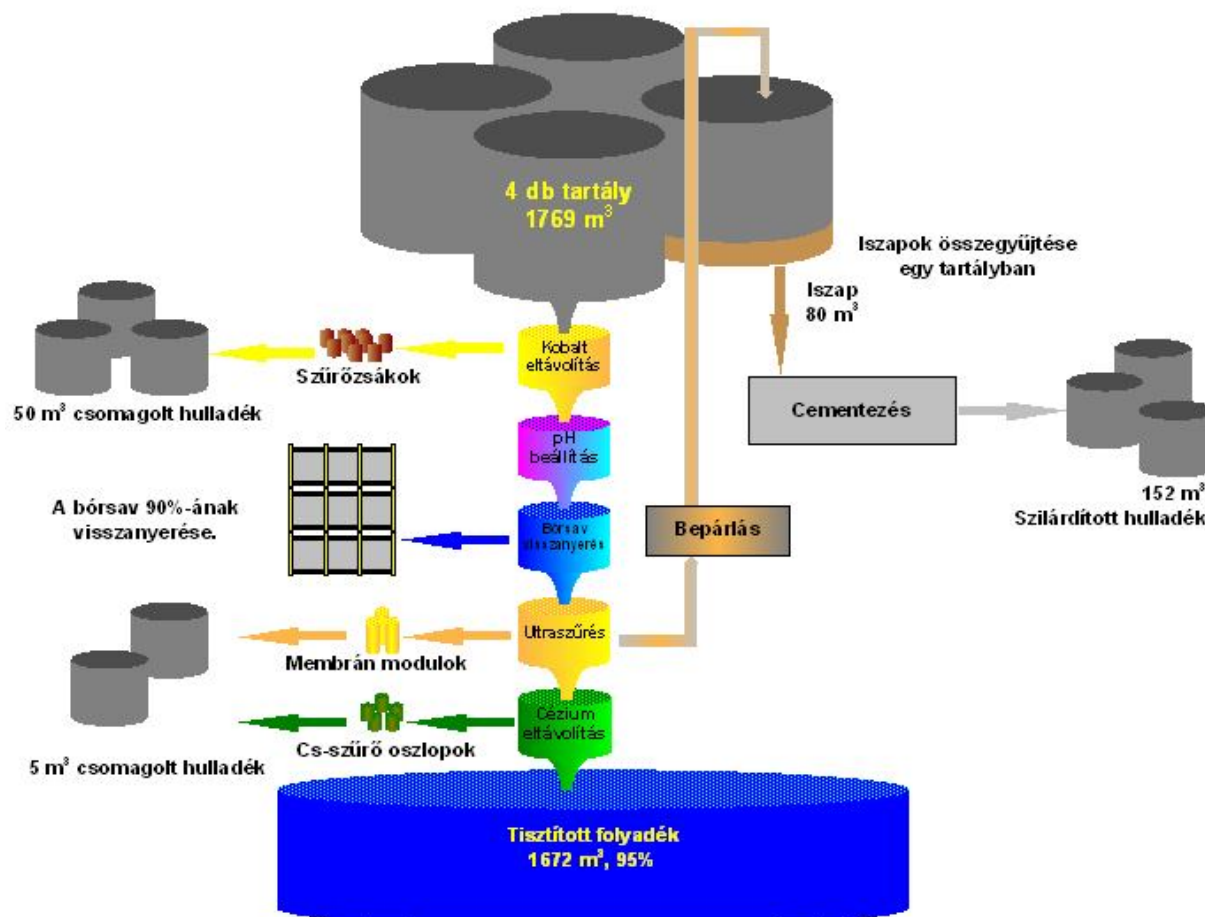 4 db tartály
1769 m³
Iszapok összegyűjtése
egy tartályban
Iszap
80 m³
Kobalt
eltávolítás
Szűrőzsákok
50 m³ csomagolt hulladék
Cementezés
152 m³
Szilárdított hulladék
pH
beállítás
A bórsav 90%-ának
visszanyerése.
Bórsav
visszanyerés
Bepárlás
Ultraszűrés
Membrán modulok
Cézium
eltávolítás
Cs-szűrő oszlopok
5 m³ csomagolt hulladék
Tisztított folyadék
1672 m³, 95%